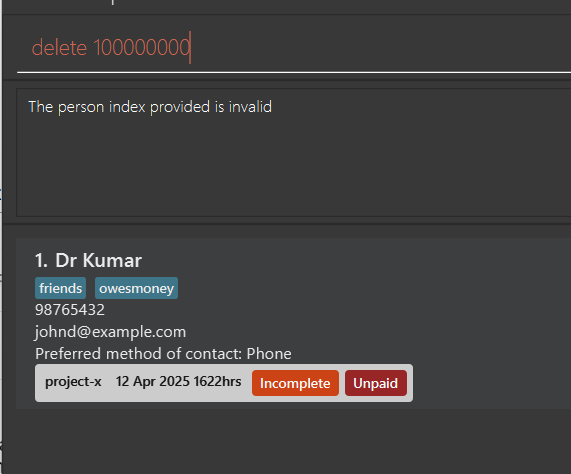 delete 100000000
The person index provided is invalid
1. Dr Kumar
friends owesmoney
98765432
johnd@example.com
Preferred method of contact: Phone
project-x 12 Apr 2025 1622hrs Incomplete Unpaid